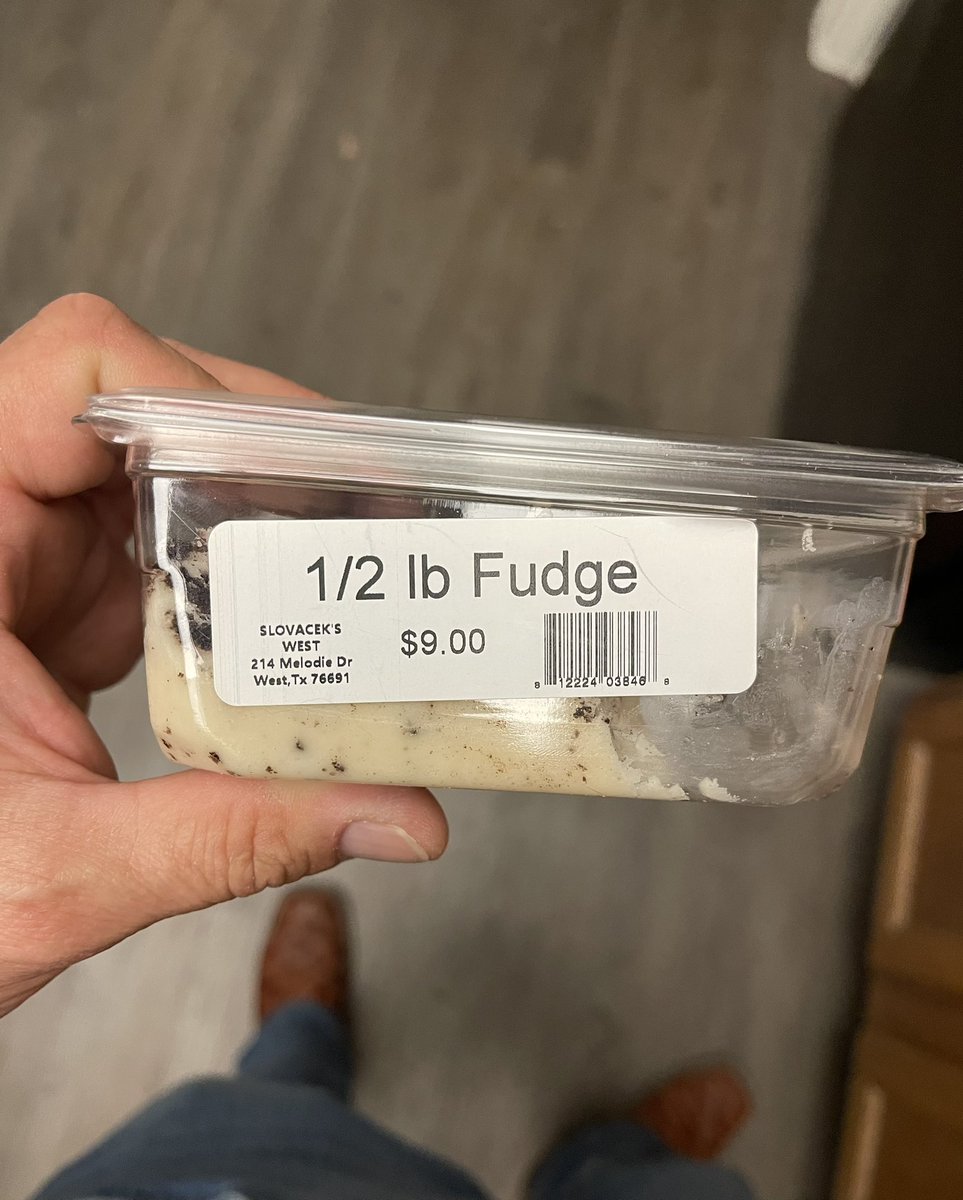 1/2 lb Fudge
SLOVACEK'S
WEST
214 Melodie Dr
West,Tx 76691
$9.00
8 12224 03846 8